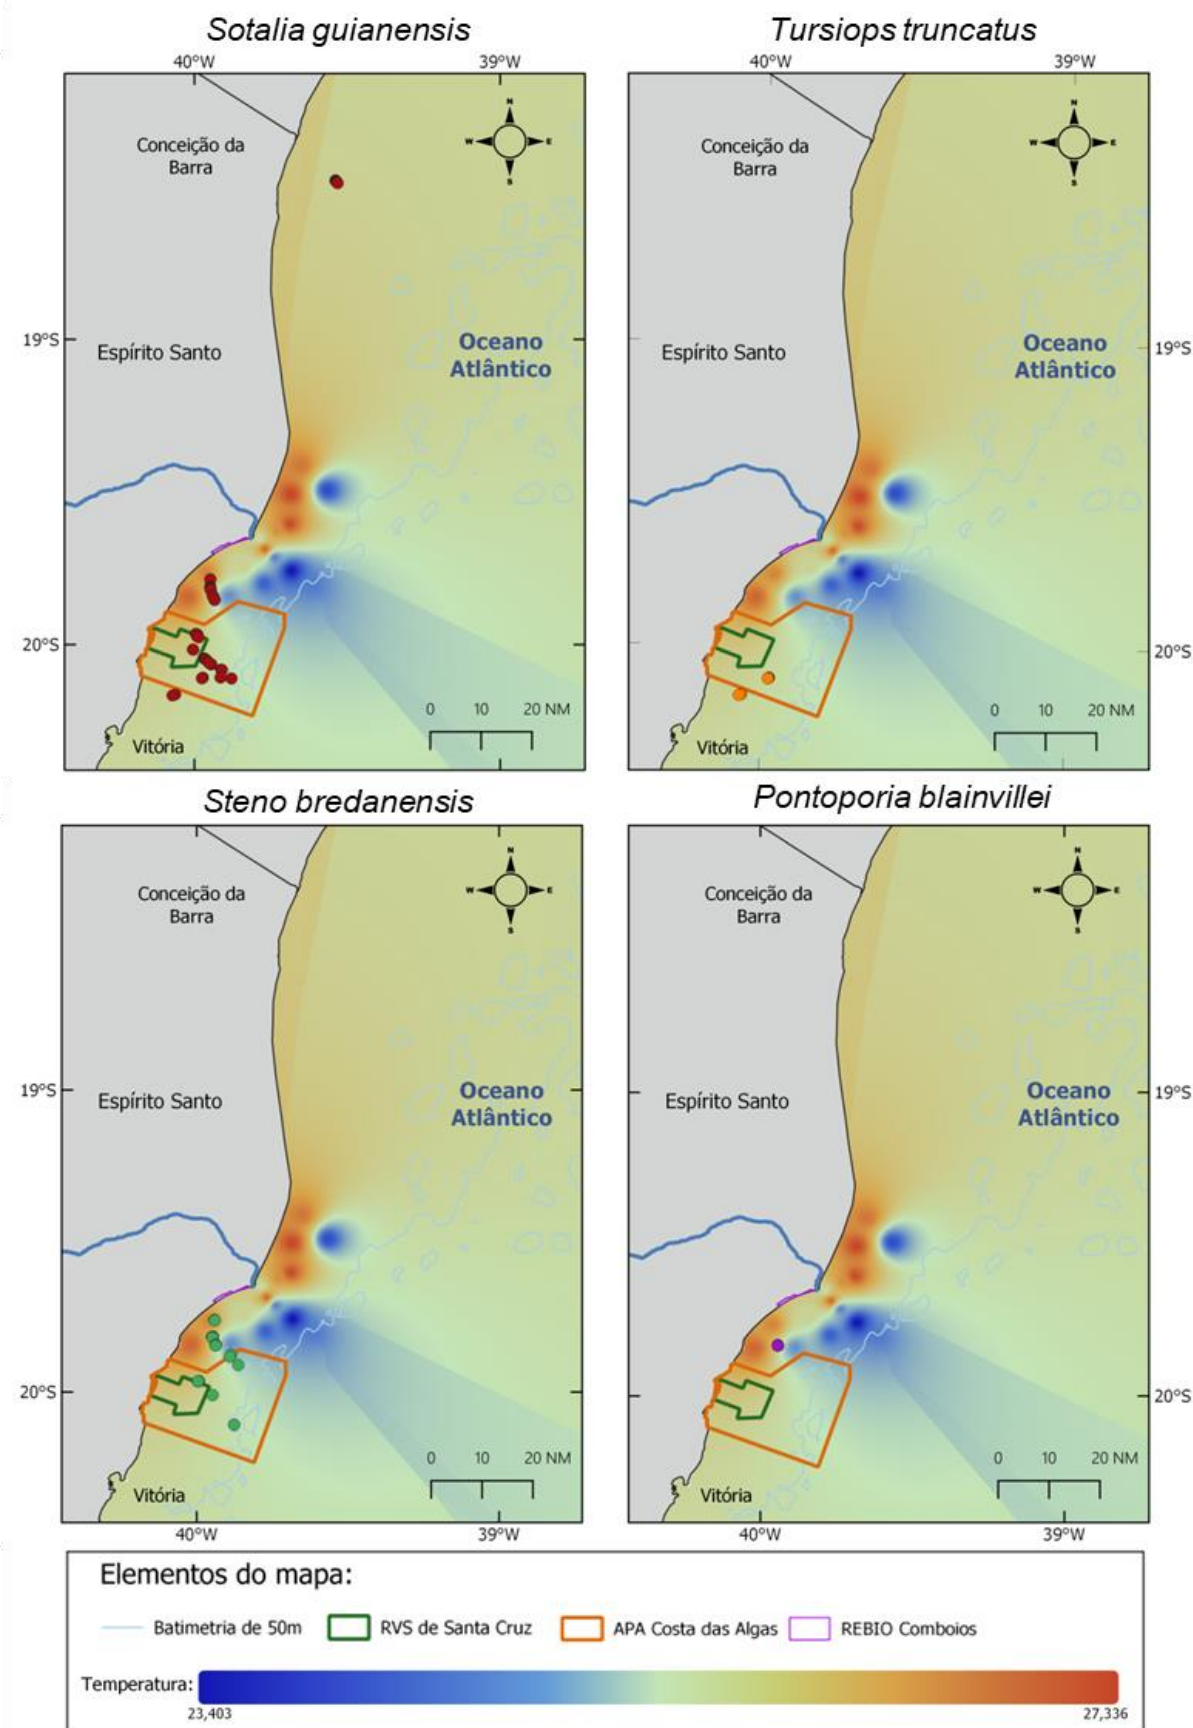 Sotalia guianensis
Tursiops truncatus
40°W
39°W
40°W
39°W
N
W
E
S
N
W
E
S
Conceição da
Barra
Conceição da
Barra
19°S
Espírito Santo
Oceano
Atlântico
Espírito Santo
Oceano
Atlântico
19°S
20°S
20°S
0 10 20 NM
0 10 20 NM
Vitória
Vitória
Steno bredanensis
Pontoporia blainvillei
N
W
E
S
N
W
E
S
Conceição da
Barra
Conceição da
Barra
19°S
Espírito Santo
Oceano
Atlântico
Espírito Santo
Oceano
Atlântico
19°S
20°S
20°S
0 10 20 NM
0 10 20 NM
Vitória
Vitória
40°W
39°W
40°W
39°W
Elementos do mapa:
Batimetria de 50m
RVS de Santa Cruz
APA Costa das Algas
REBIO Comboios
Temperatura:
23,403
27,336